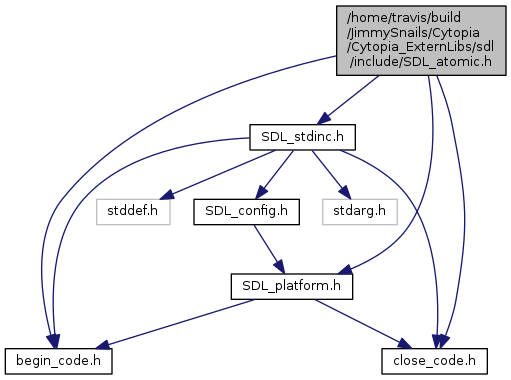 /home/travis/build
/JimmySnails/Cytopia
/Cytopia_ExternLibs/sdl
/include/SDL_atomic.h
SDL_stdinc.h
stddef.h
SDL_config.h
stdarg.h
SDL_platform.h
begin_code.h
close_code.h